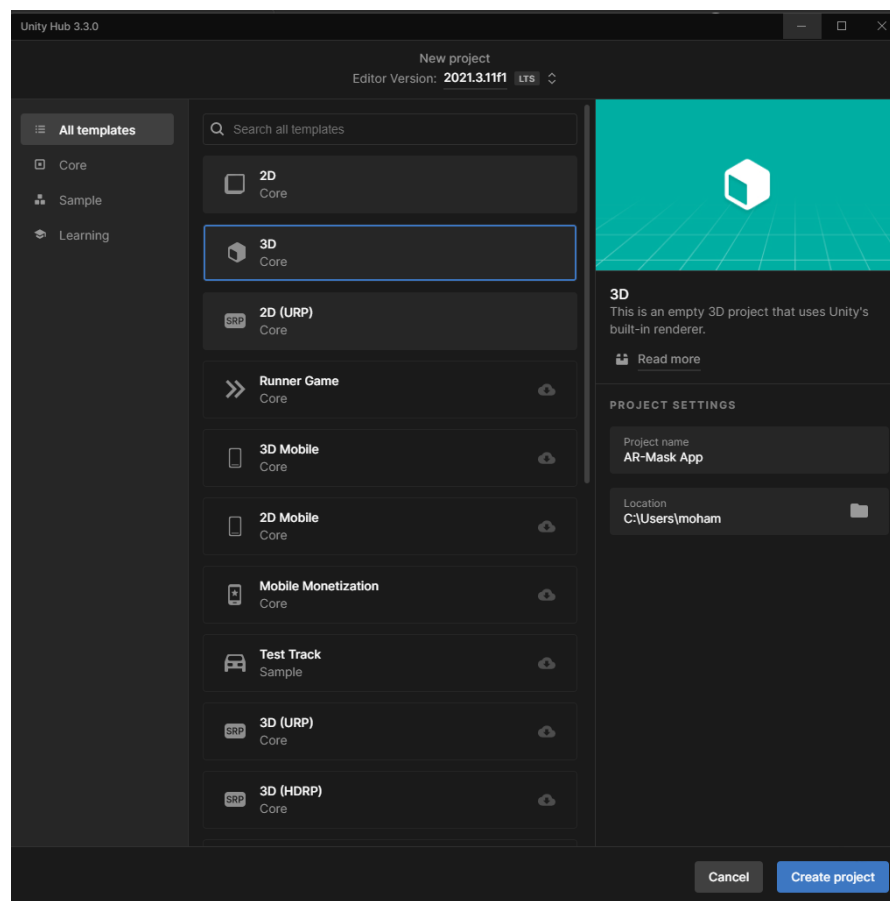 Unity Hub 3.3.0
New project
Editor Version: 2021.3.11f1 LTS
All templates
Core
Sample
Learning
Search all templates
2D
Core
3D
Core
SRP
2D (URP)
Core
Runner Game
Core
3D Mobile
Core
2D Mobile
Core
Mobile Monetization
Core
Test Track
Sample
SRP
3D (URP)
Core
SRP
3D (HDRP)
Core
3D
This is an empty 3D project that uses Unity's
built-in renderer.
Read more
PROJECT SETTINGS
Project name
AR-Mask App
Location
C:\Users\moham
Cancel
Create project